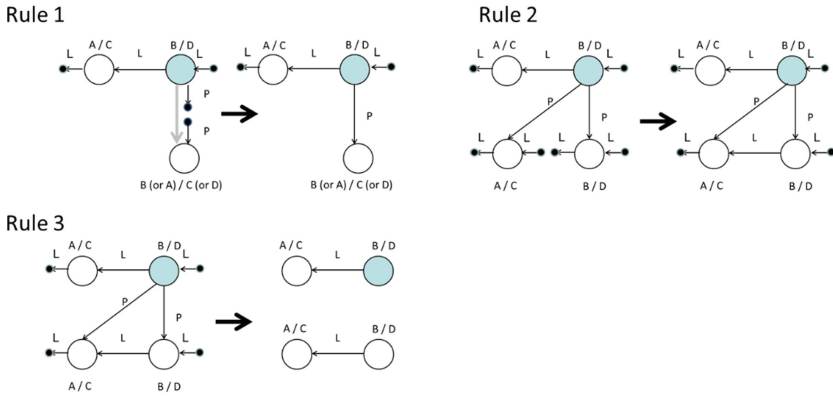 Rule 1
A / C B / D A / C B / D
L L L L L L
P
P P
B (or A) / C (or D) B (or A) / C (or D)
Rule 2
A / C B / D A / C B / D
L L L L L L
P P P P
L L L L L L L
A / C B / D A / C B / D
Rule 3
A / C B / D A / C B / D
L L L L
P P
L L L A / C B / D
L
A / C B / D